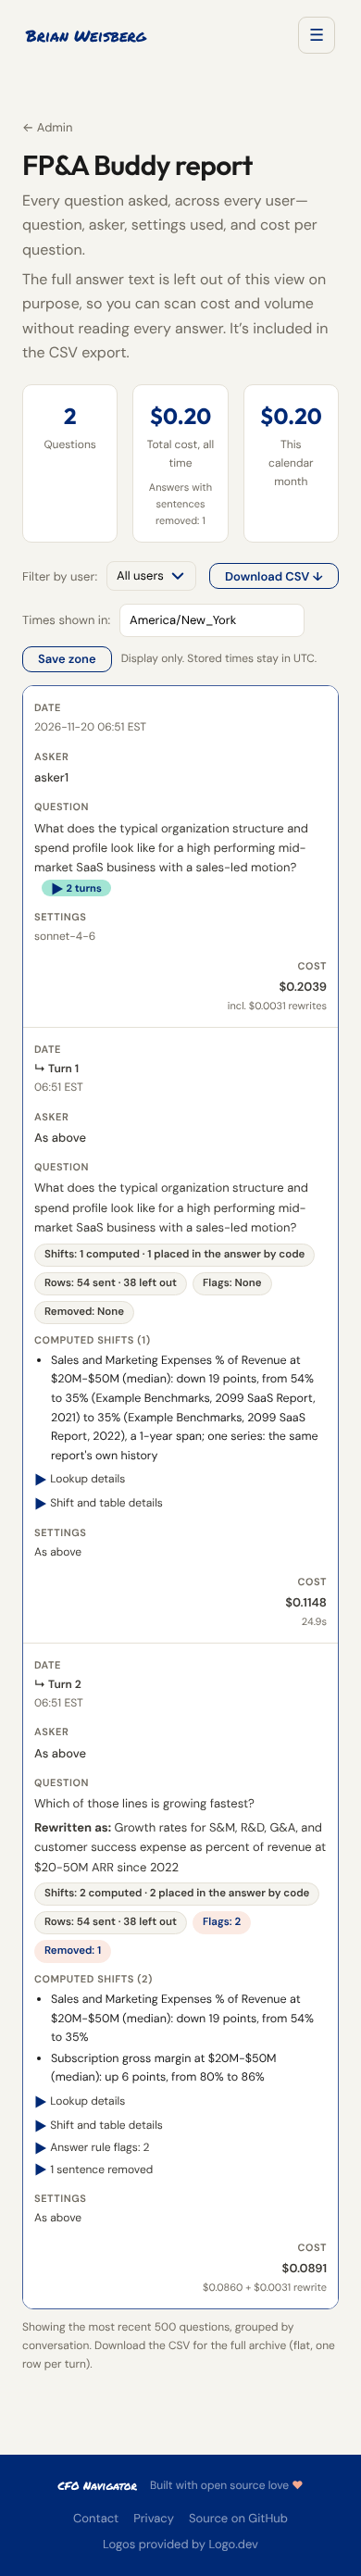 Brian Weisberg
☰
← Admin
FP&A Buddy report
Every question asked, across every user—
question, asker, settings used, and cost per
question.
The full answer text is left out of this view on
purpose, so you can scan cost and volume
without reading every answer. It’s included in
the CSV export.
2
Questions
$0.20
Total cost, all
time
Answers with
sentences
removed: 1
$0.20
This
calendar
month
Filter by user: All users Download CSV ↓
Times shown in: America/New_York
Save zone Display only. Stored times stay in UTC.
DATE
2026-11-20 06:51 EST
ASKER
asker1
QUESTION
What does the typical organization structure and
spend profile look like for a high performing mid-
market SaaS business with a sales-led motion?
▶ 2 turns
SETTINGS
sonnet-4-6
COST
$0.2039
incl. $0.0031 rewrites
DATE
↳ Turn 1
06:51 EST
ASKER
As above
QUESTION
What does the typical organization structure and
spend profile look like for a high performing mid-
market SaaS business with a sales-led motion?
Shifts: 1 computed · 1 placed in the answer by code
Rows: 54 sent · 38 left out Flags: None
Removed: None
COMPUTED SHIFTS (1)
• Sales and Marketing Expenses % of Revenue at
$20M-$50M (median): down 19 points, from 54%
to 35% (Example Benchmarks, 2099 SaaS Report,
2021) to 35% (Example Benchmarks, 2099 SaaS
Report, 2022), a 1-year span; one series: the same
report's own history
▶ Lookup details
▶ Shift and table details
SETTINGS
As above
COST
$0.1148
24.9s
DATE
↳ Turn 2
06:51 EST
ASKER
As above
QUESTION
Which of those lines is growing fastest?
Rewritten as: Growth rates for S&M, R&D, G&A, and
customer success expense as percent of revenue at
$20-50M ARR since 2022
Shifts: 2 computed · 2 placed in the answer by code
Rows: 54 sent · 38 left out Flags: 2
Removed: 1
COMPUTED SHIFTS (2)
• Sales and Marketing Expenses % of Revenue at
$20M-$50M (median): down 19 points, from 54%
to 35%
• Subscription gross margin at $20M-$50M
(median): up 6 points, from 80% to 86%
▶ Lookup details
▶ Shift and table details
▶ Answer rule flags: 2
▶ 1 sentence removed
SETTINGS
As above
COST
$0.0891
$0.0860 + $0.0031 rewrite
Showing the most recent 500 questions, grouped by
conversation. Download the CSV for the full archive (flat, one
row per turn).
CFO Navigator Built with open source love ♥
Contact Privacy Source on GitHub
Logos provided by Logo.dev